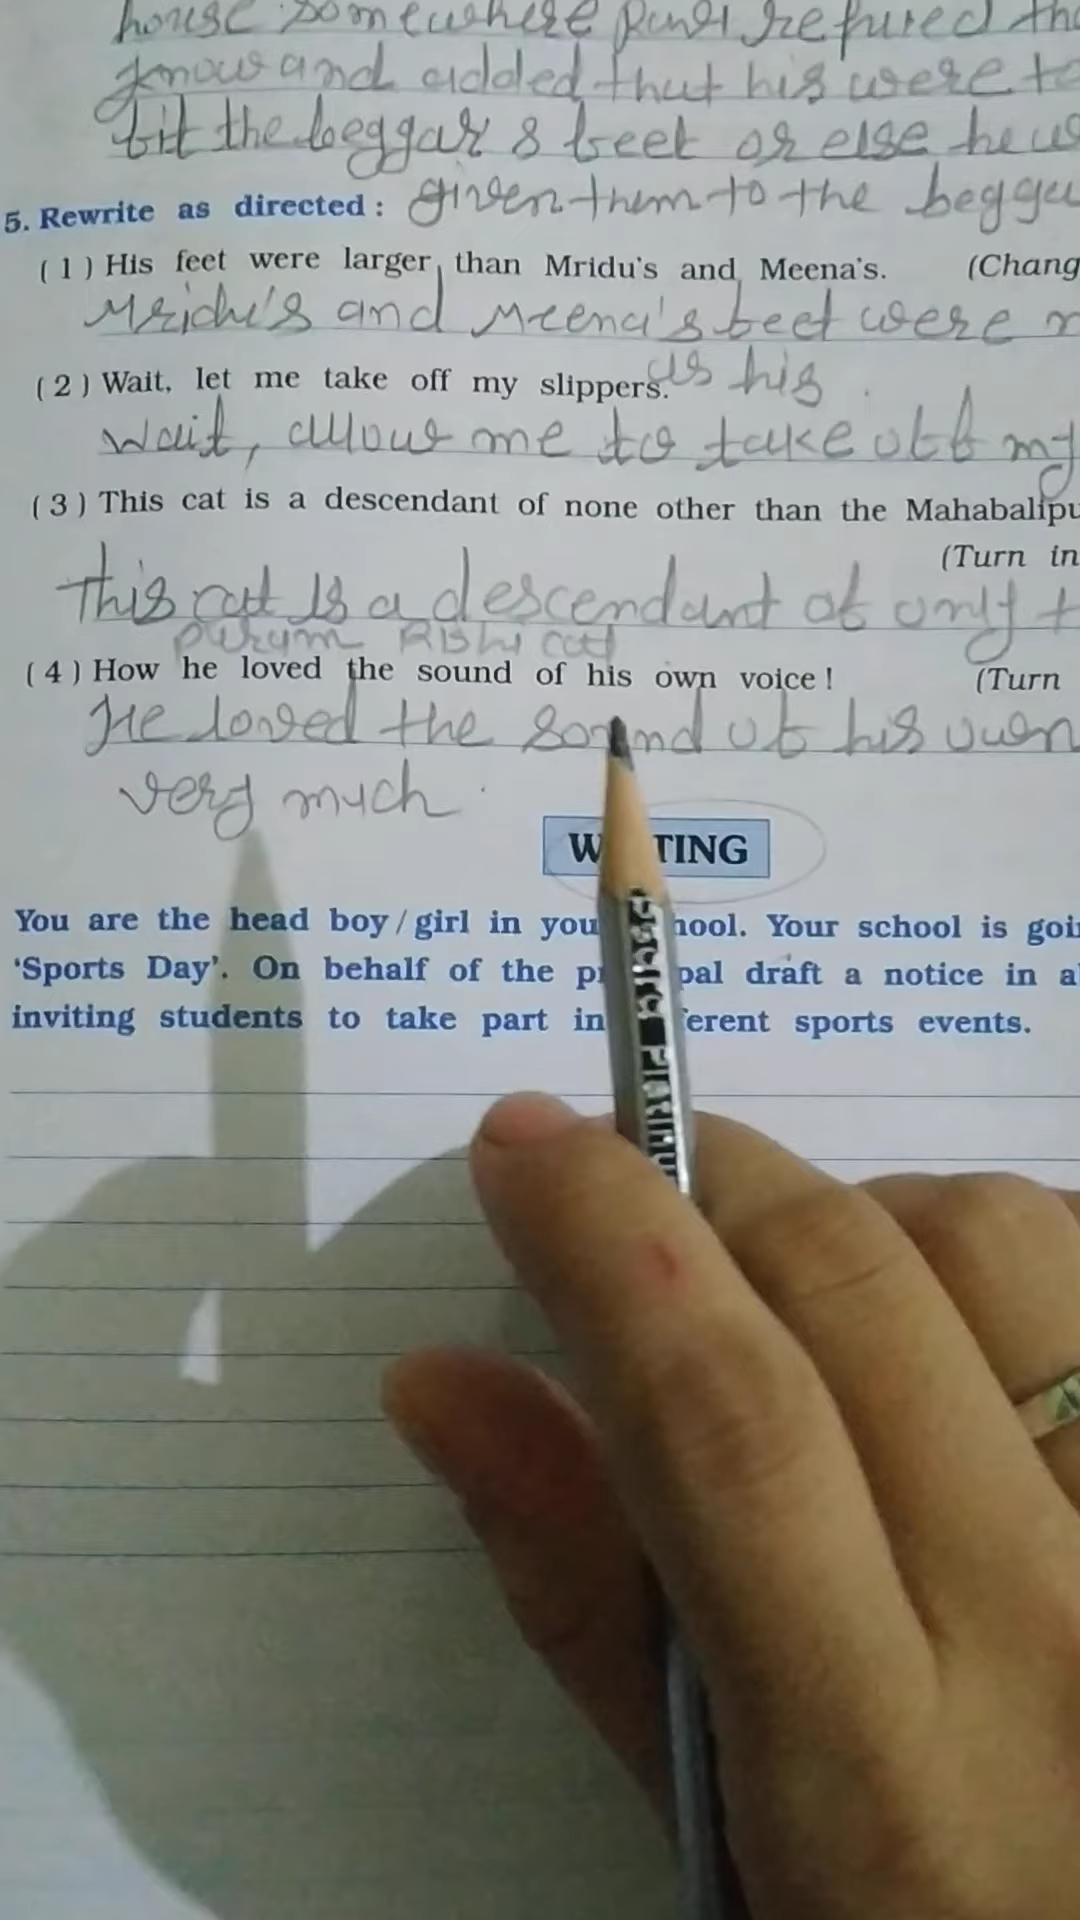 house somewhere Ravi refused
know and added that his were
fit the beggar's feet or else he
5. Rewrite as directed : given them to the
(1) His feet were larger than Mridu's and Meena's. (Chang
Mridu's and Meena's feet were
as his
(2) Wait, let me take off my slippers.
Wait, allow me to take off my
(3) This cat is a descendant of none other than the Mahabalipu
(Turn in
This cat is a descendant of only
puram Rishi cat
(4) How he loved the sound of his own voice! (Turn
He loved the sound of his own
very much
TING
You are the head boy/girl in you hool. Your school is goi
'Sports Day'. On behalf of the p pal draft a notice in a
inviting students to take part in erent sports events.